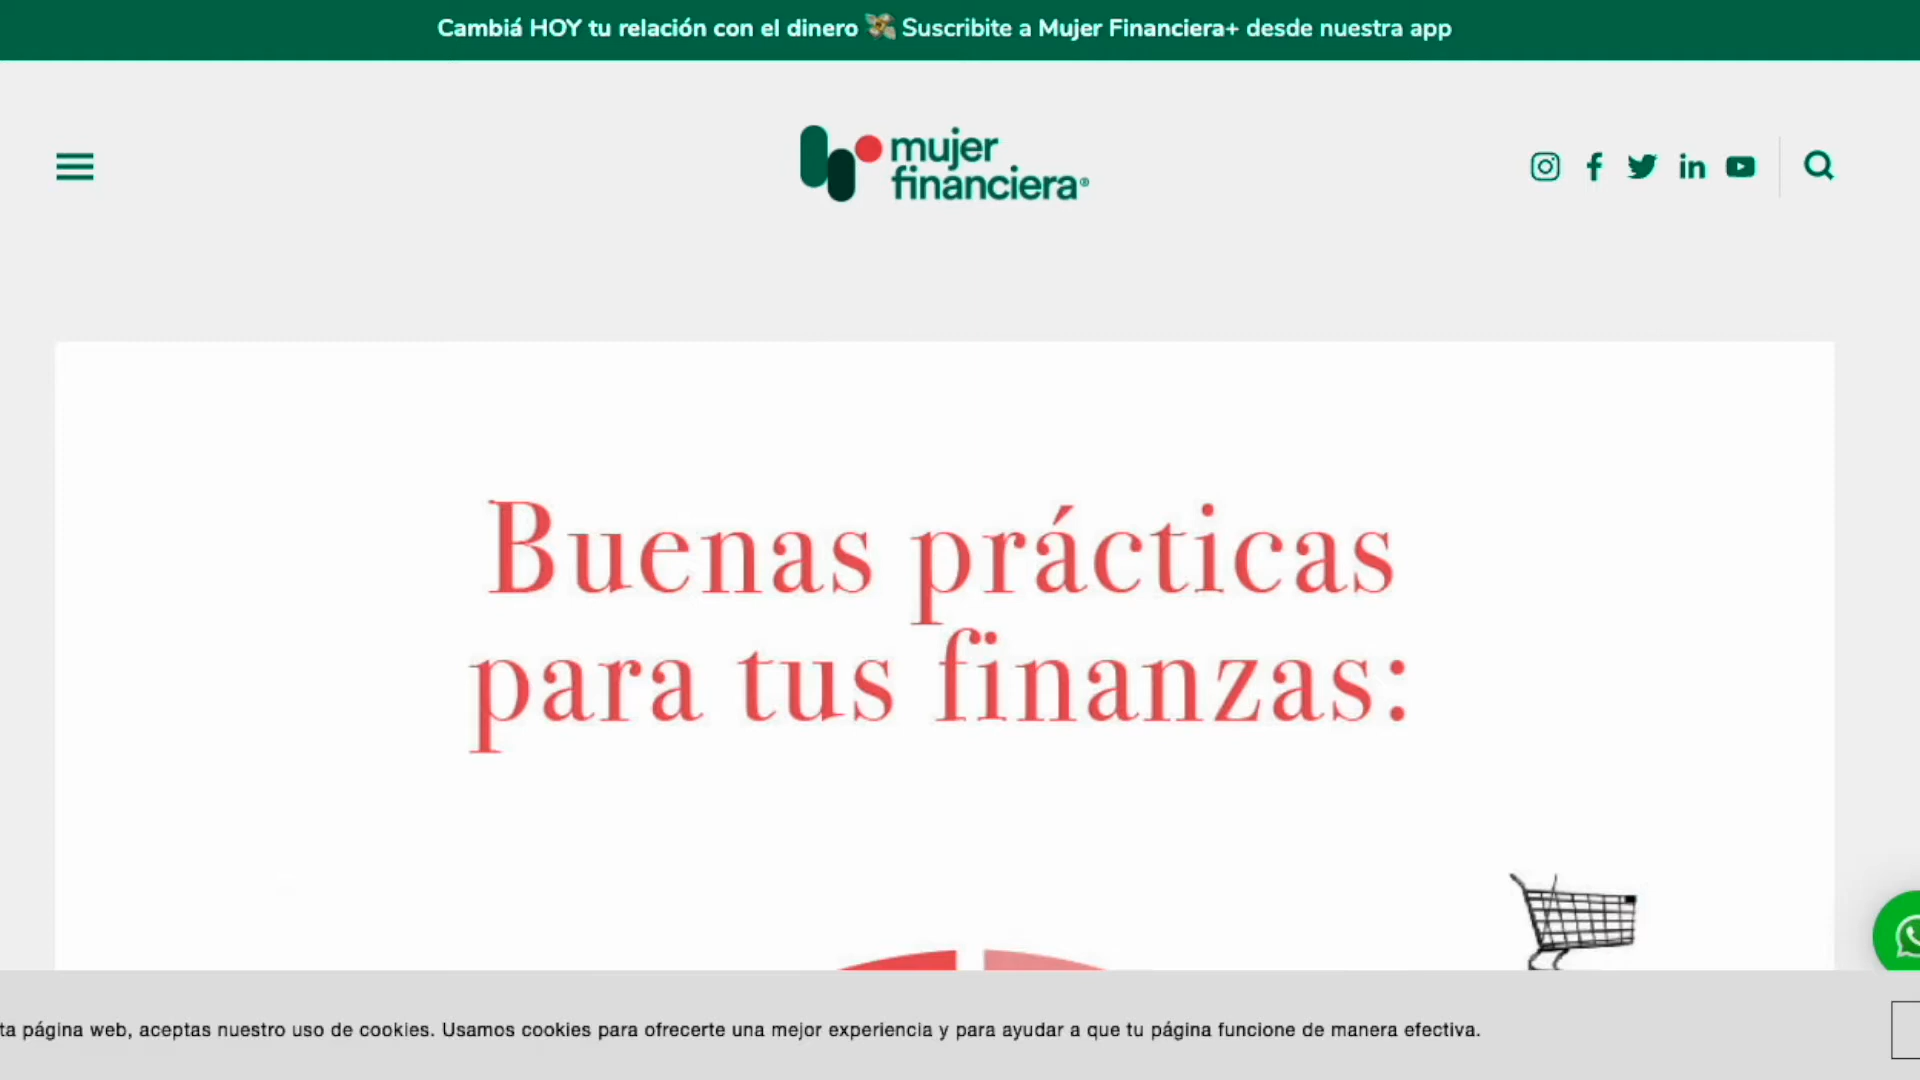 Cambiá HOY tu relación con el dinero 💸 Suscribite a Mujer Financiera+ desde nuestra app
mujer
financiera®
Buenas prácticas
para tus finanzas:
página web, aceptas nuestro uso de cookies. Usamos cookies para ofrecerte una mejor experiencia y para ayudar a que tu página funcione de manera efectiva.